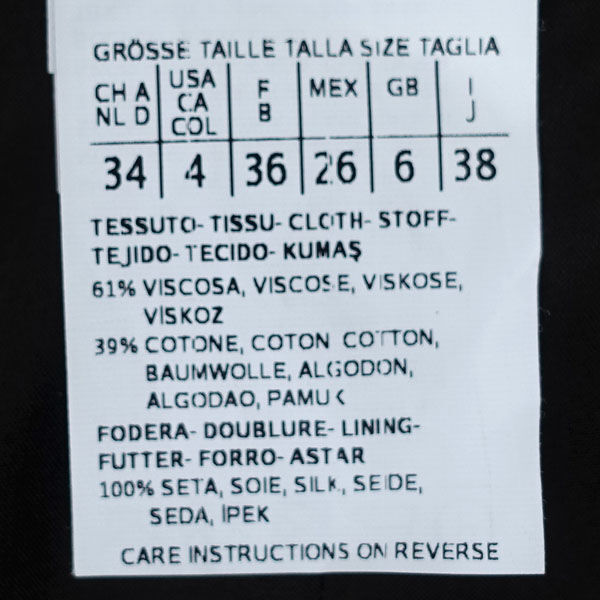 GRÖSSE TAILLE TALLA SIZE TAGLIA
CH A NL D USA CA COL F B MEX GB I J
34 4 36 26 6 38
TESSUTO- TISSU- CLOTH- STOFF-
TEJIDO- TECIDO- KUMAŞ
61% VISCOSA, VISCOSE, VISKOSE,
VİSKOZ
39% COTONE, COTON COTTON,
BAUMWOLLE, ALGODON,
ALGODAO, PAMUK
FODERA- DOUBLURE- LINING-
FUTTER- FORRO- ASTAR
100% SETA, SOIE, SILK, SEIDE,
SEDA, İPEK
CARE INSTRUCTIONS ON REVERSE